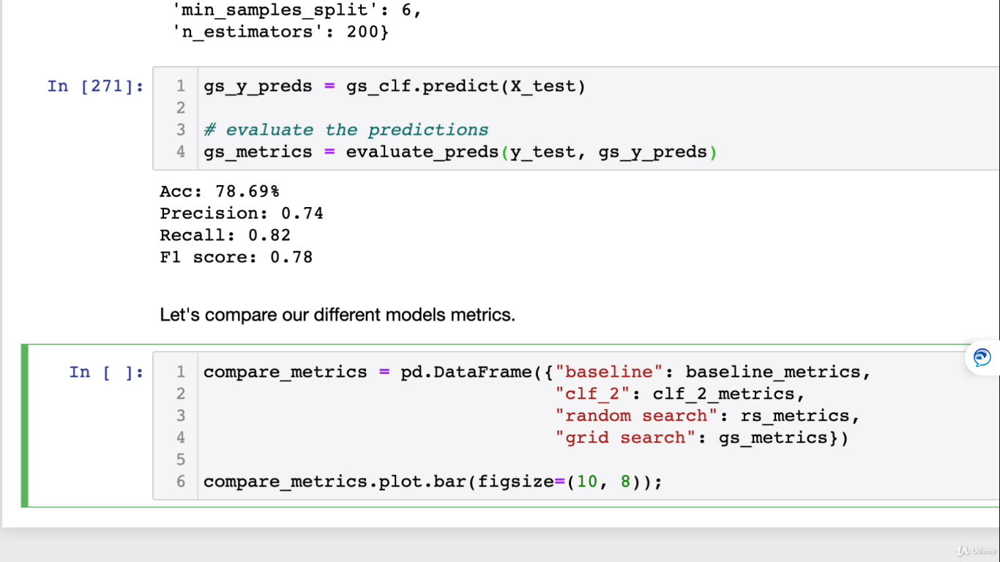 'min_samples_split': 6,
'n_estimators': 200}
In [271]:
1 gs_y_preds = gs_clf.predict(X_test)
2
3 # evaluate the predictions
4 gs_metrics = evaluate_preds(y_test, gs_y_preds)
Acc: 78.69%
Precision: 0.74
Recall: 0.82
F1 score: 0.78
Let's compare our different models metrics.
In [ ]:
1 compare_metrics = pd.DataFrame({"baseline": baseline_metrics,
2 "clf_2": clf_2_metrics,
3 "random search": rs_metrics,
4 "grid search": gs_metrics})
5
6 compare_metrics.plot.bar(figsize=(10, 8));
Udemy